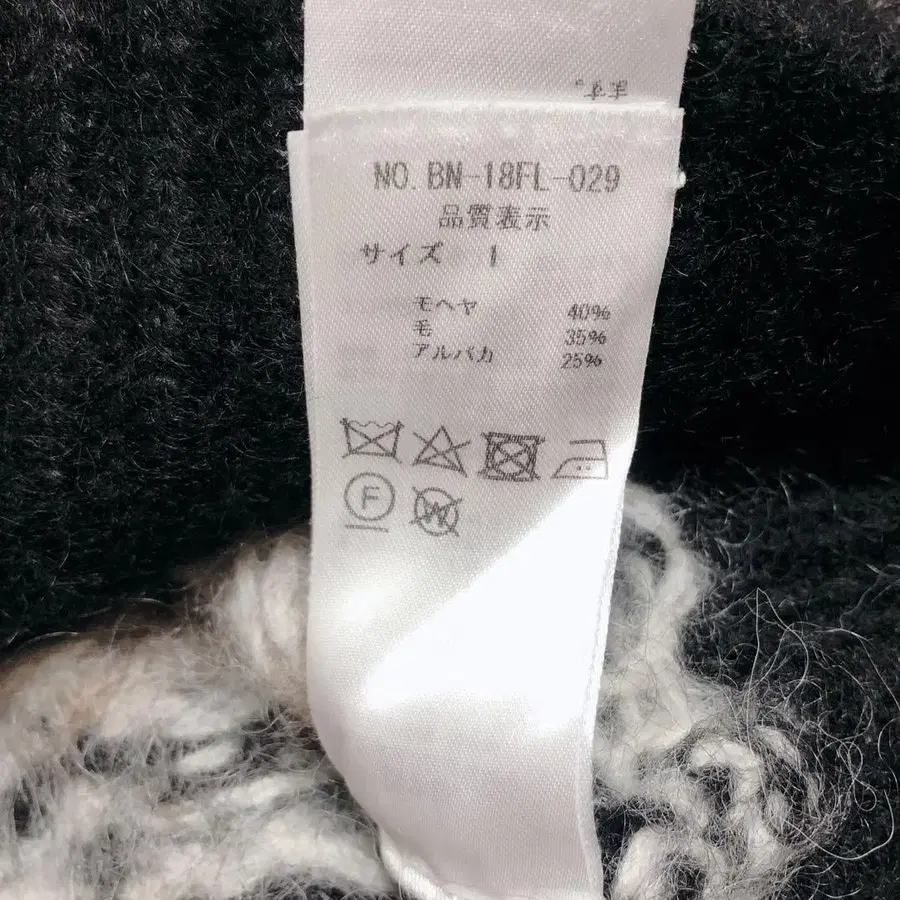 NO. BN-18FL-029
品質表示
サイズ 1
モヘヤ 40%
毛 35%
アルパカ 25%
F
W